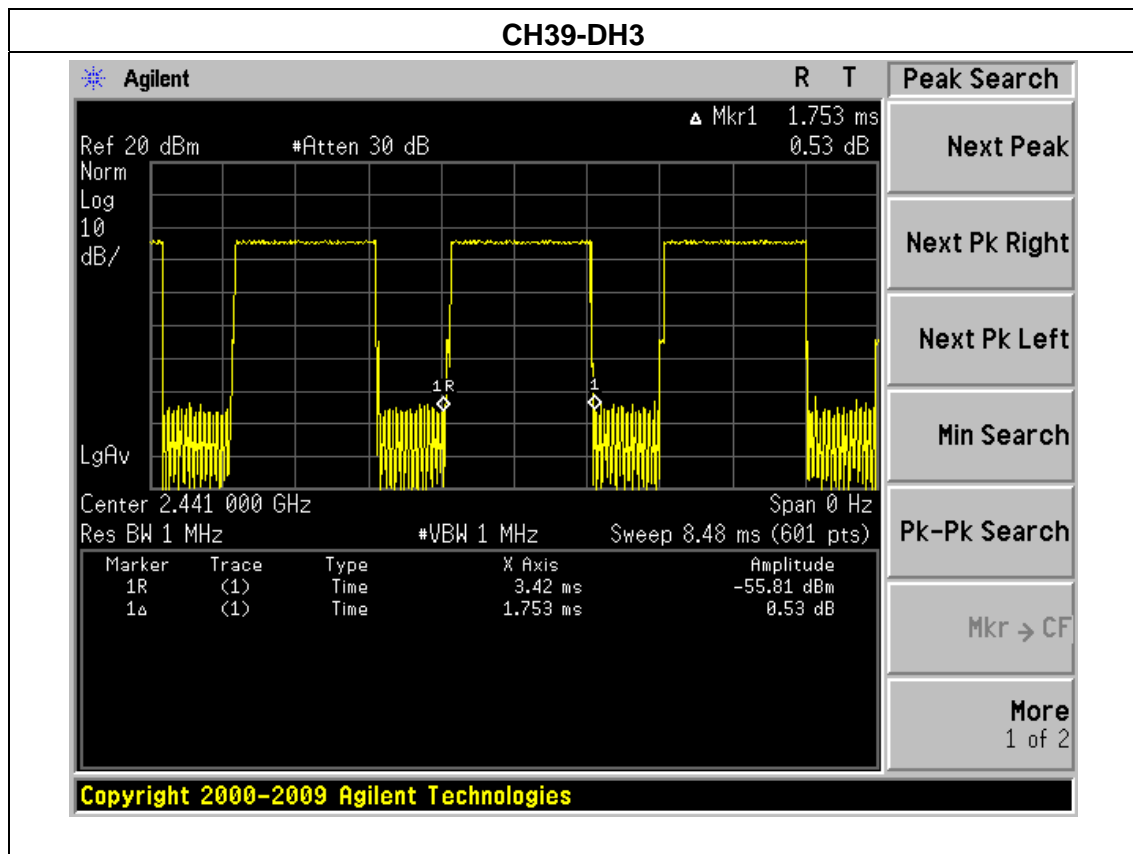 CH39-DH3
Agilent R T Peak Search
Δ Mkr1 1.753 ms
Ref 20 dBm #Atten 30 dB 0.53 dB
Norm
Log
10
dB/
1R
1
LgAv
Center 2.441 000 GHz Span 0 Hz
Res BW 1 MHz #VBW 1 MHz Sweep 8.48 ms (601 pts)
Marker Trace Type X Axis Amplitude
1R (1) Time 3.42 ms -55.81 dBm
1Δ (1) Time 1.753 ms 0.53 dB
Next Peak
Next Pk Right
Next Pk Left
Min Search
Pk-Pk Search
Mkr → CF
More
1 of 2
Copyright 2000-2009 Agilent Technologies